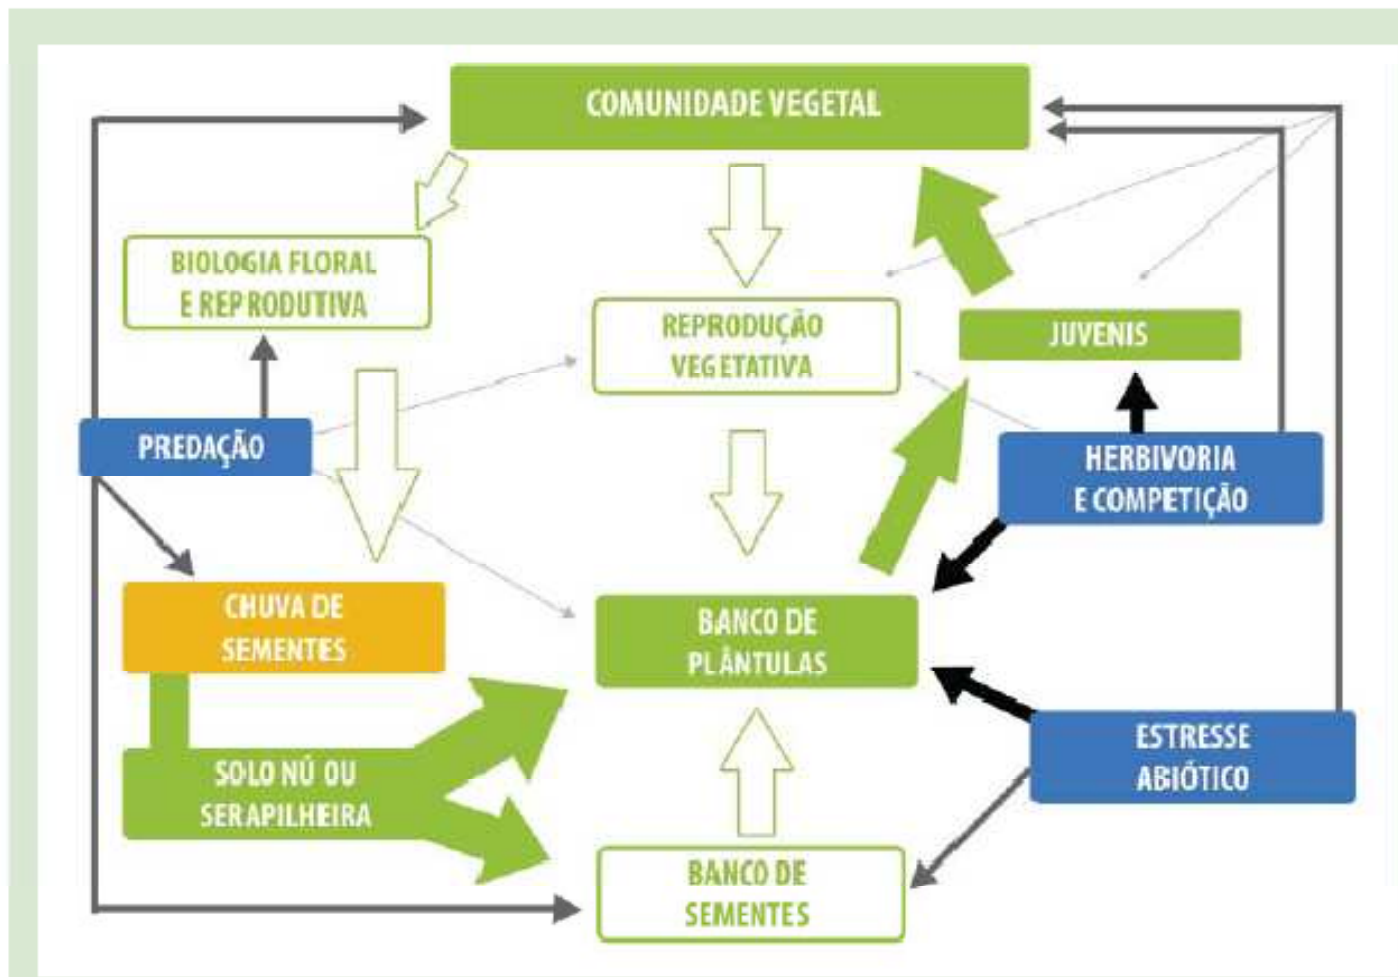 COMUNIDADE VEGETAL
BIOLOGIA FLORAL
E REPRODUTIVA
REPRODUÇÃO
VEGETATIVA
JUVENIS
PREDAÇÃO
HERBIVORIA
E COMPETIÇÃO
CHUVA DE
SEMENTES
BANCO DE
PLÂNTULAS
SOLO NÚ OU
SERAPILHEIRA
ESTRESSE
ABIÓTICO
BANCO DE
SEMENTES